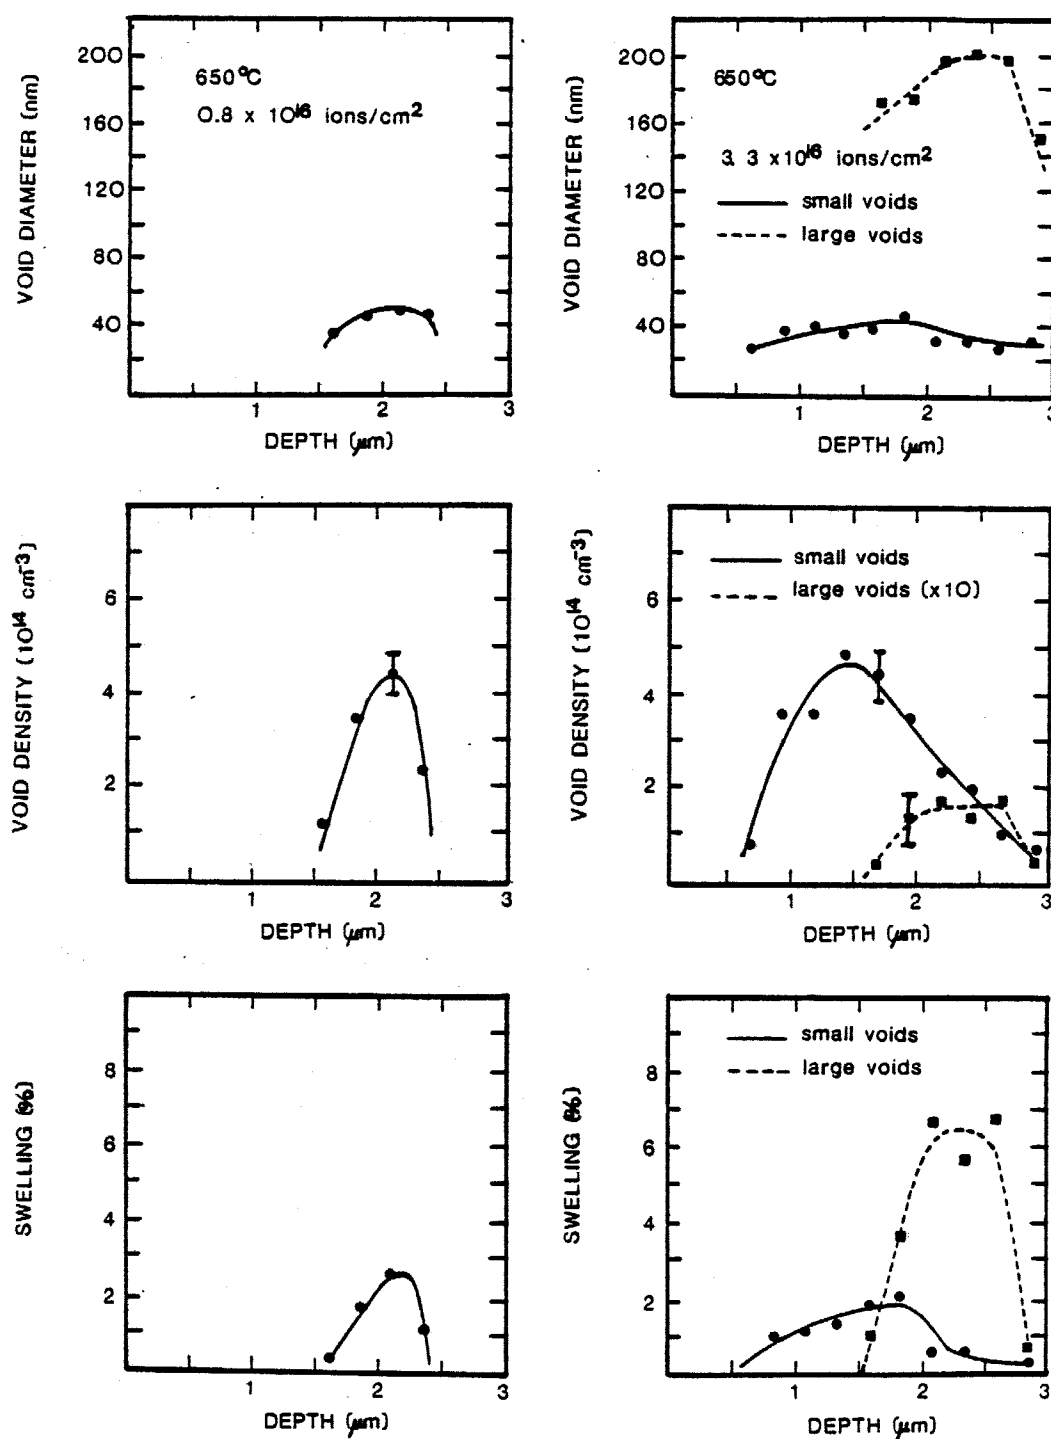 VOID DIAMETER (nm)
200
160
120
80
40
650°C
0.8 x 10¹⁶ ions/cm²
1 2 3
DEPTH (μm)
VOID DIAMETER (nm)
200
160
120
80
40
650°C
3.3 x10¹⁶ ions/cm²
small voids
large voids
1 2 3
DEPTH (μm)
VOID DENSITY (10¹⁴ cm⁻³)
6
4
2
1 2 3
DEPTH (μm)
VOID DENSITY (10¹⁴ cm⁻³)
6
4
2
small voids
large voids (x10)
1 2 3
DEPTH (μm)
SWELLING (%)
8
6
4
2
1 2 3
DEPTH (μm)
SWELLING (%)
8
6
4
2
small voids
large voids
1 2 3
DEPTH (μm)